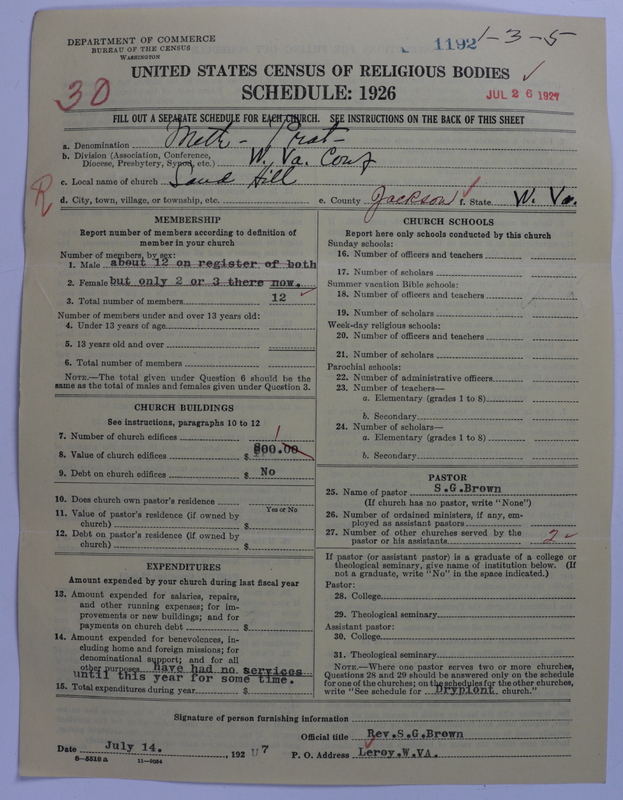 DEPARTMENT OF COMMERCE
BUREAU OF THE CENSUS
WASHINGTON
1192
1-3-5
UNITED STATES CENSUS OF RELIGIOUS BODIES
SCHEDULE: 1926
30
JUL 26 1927
FILL OUT A SEPARATE SCHEDULE FOR EACH CHURCH. SEE INSTRUCTIONS ON THE BACK OF THIS SHEET
a. Denomination Meth - Prot -
b. Division (Association, Conference, Diocese, Presbytery, Synod, etc.) W. Va. Conf
c. Local name of church Sand Hill
R
d. City, town, village, or township, etc. e. County Jackson f. State W. Va.
MEMBERSHIP
Report number of members according to definition of
member in your church
Number of members, by sex:
1. Male about 12 on register of both
2. Female but only 2 or 3 there now.
3. Total number of members 12
Number of members under and over 13 years old:
4. Under 13 years of age
5. 13 years old and over
6. Total number of members
NOTE.—The total given under Question 6 should be the
same as the total of males and females given under Question 3.
CHURCH BUILDINGS
See instructions, paragraphs 10 to 12
7. Number of church edifices 1
8. Value of church edifices $ 800.00
9. Debt on church edifices $ No
10. Does church own pastor's residence
Yes or No
11. Value of pastor's residence (if owned by
church) $
12. Debt on pastor's residence (if owned by
church) $
EXPENDITURES
Amount expended by your church during last fiscal year
13. Amount expended for salaries, repairs,
and other running expenses; for im-
provements or new buildings; and for
payments on church debt $
14. Amount expended for benevolences, in-
cluding home and foreign missions; for
denominational support; and for all
other purposes have had no services
until this year for some time.
15. Total expenditures during year $
CHURCH SCHOOLS
Report here only schools conducted by this church
Sunday schools:
16. Number of officers and teachers
17. Number of scholars
Summer vacation Bible schools:
18. Number of officers and teachers
19. Number of scholars
Week-day religious schools:
20. Number of officers and teachers
21. Number of scholars
Parochial schools:
22. Number of administrative officers
23. Number of teachers—
a. Elementary (grades 1 to 8)
b. Secondary
24. Number of scholars—
a. Elementary (grades 1 to 8)
b. Secondary
PASTOR
25. Name of pastor S.G.Brown
(If church has no pastor, write "None")
26. Number of ordained ministers, if any, em-
ployed as assistant pastors
27. Number of other churches served by the
pastor or his assistants 2
If pastor (or assistant pastor) is a graduate of a college or
theological seminary, give name of institution below. (If
not a graduate, write "No" in the space indicated.)
Pastor:
28. College
29. Theological seminary
Assistant pastor:
30. College
31. Theological seminary
NOTE.—Where one pastor serves two or more churches,
Questions 28 and 29 should be answered only on the schedule
for one of the churches; on the schedules for the other churches,
write "See schedule for Drypiont church."
Signature of person furnishing information
Official title Rev.S.G.Brown
Date July 14. , 192 U 7 P. O. Address Leroy.W.VA.
8—5518 a 11—9084